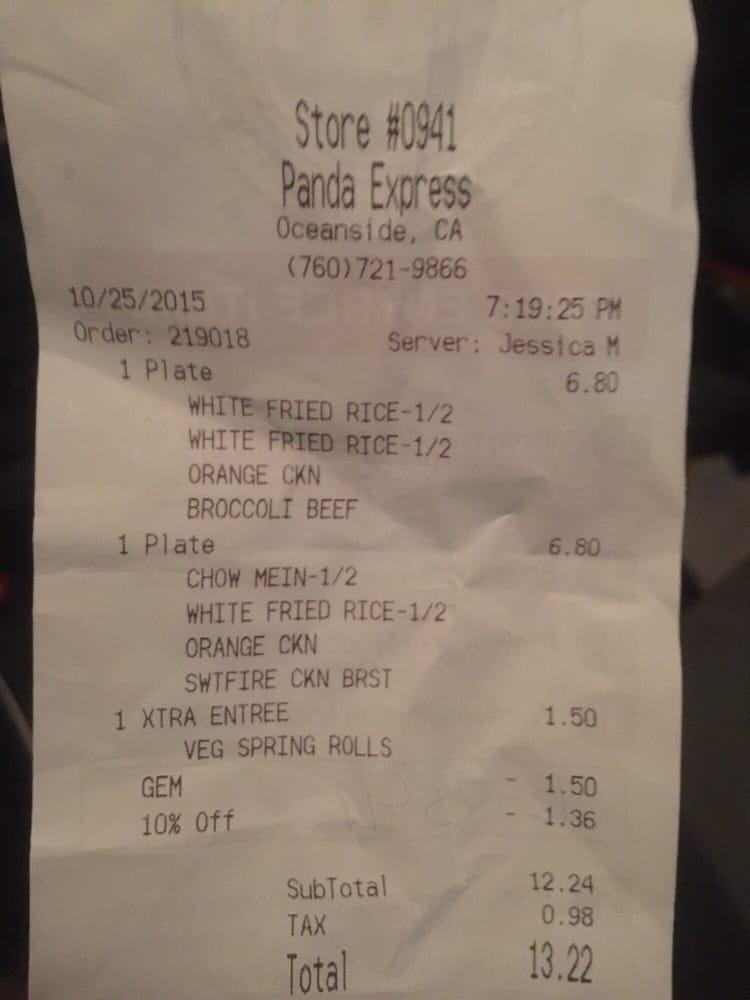 Store #0941
Panda Express
Oceanside, CA
(760)721-9866
10/25/2015 7:19:25 PM
Order: 219018 Server: Jessica M
1 Plate 6.80
WHITE FRIED RICE-1/2
WHITE FRIED RICE-1/2
ORANGE CKN
BROCCOLI BEEF
1 Plate 6.80
CHOW MEIN-1/2
WHITE FRIED RICE-1/2
ORANGE CKN
SWTFIRE CKN BRST
1 XTRA ENTREE 1.50
VEG SPRING ROLLS
GEM - 1.50
10% Off - 1.36
SubTotal 12.24
TAX 0.98
Total 13.22